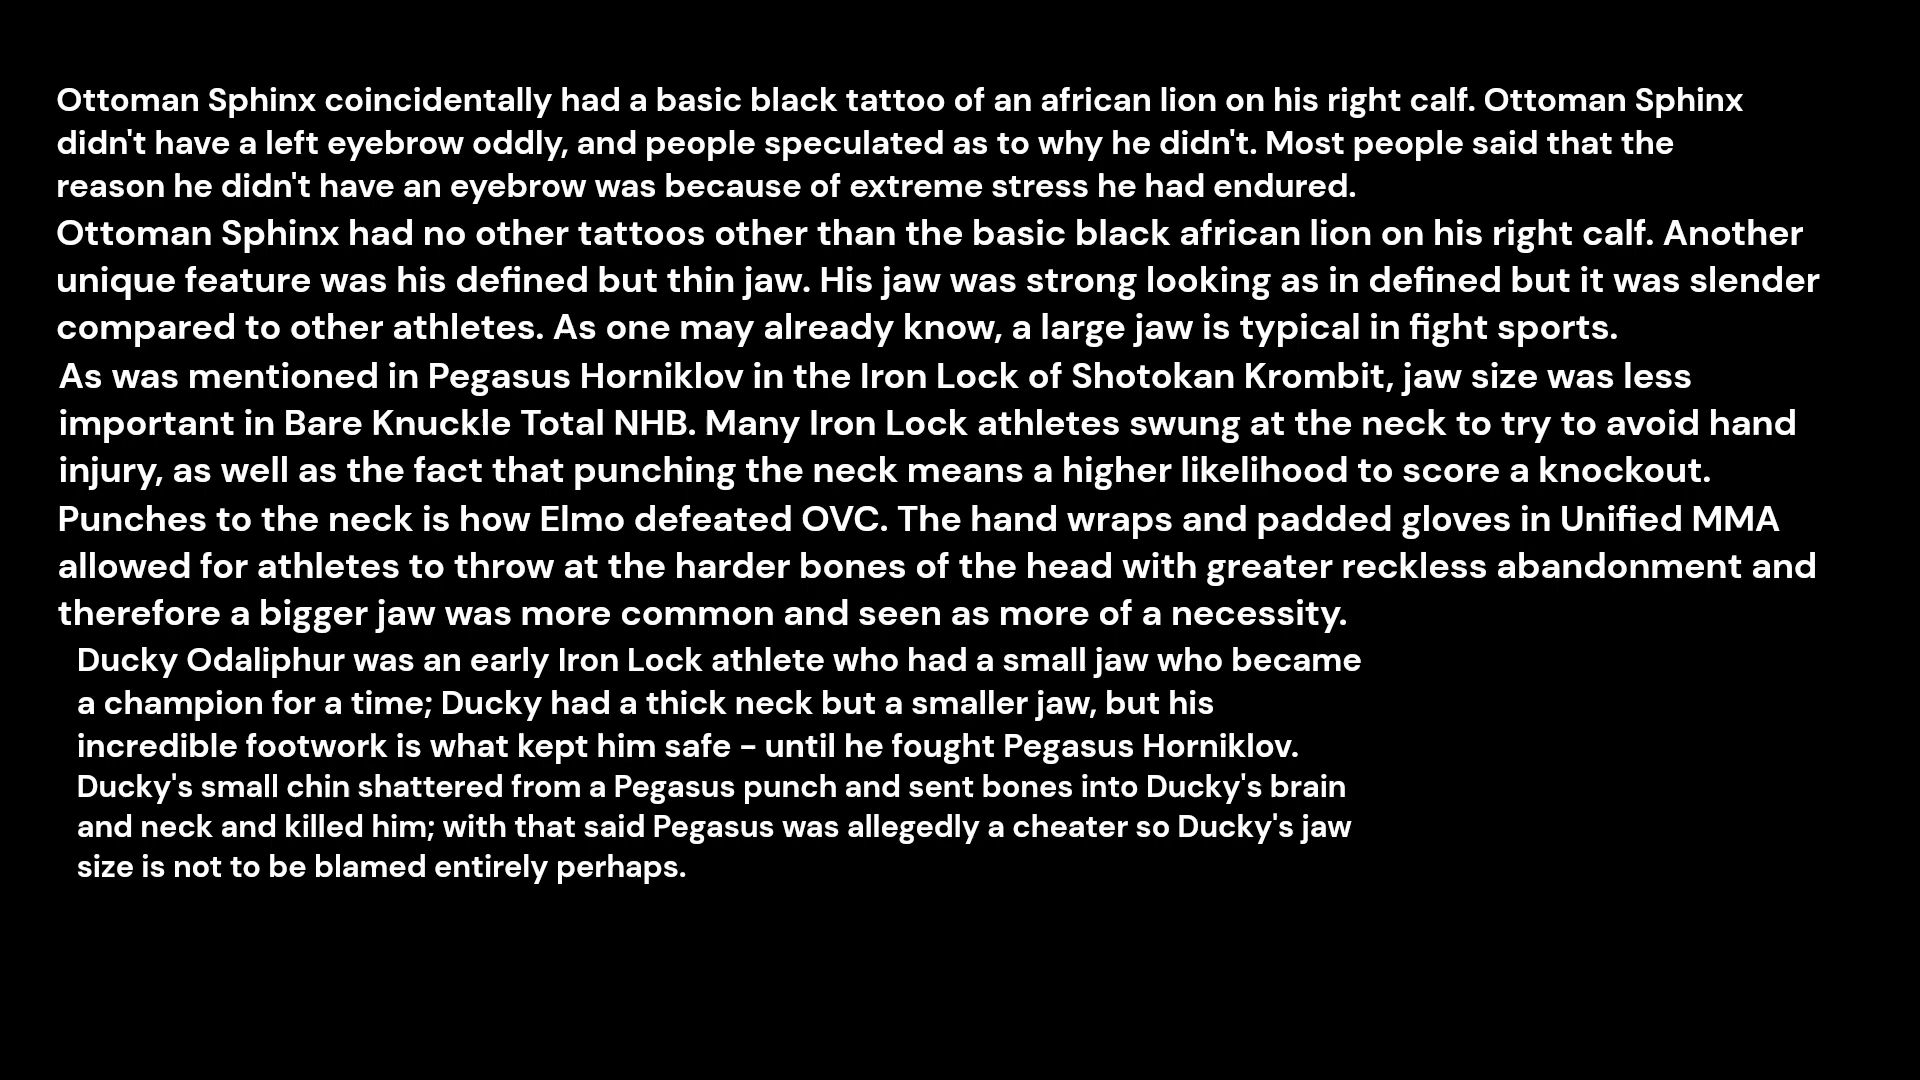 Ottoman Sphinx coincidentally had a basic black tattoo of an african lion on his right calf. Ottoman Sphinx
didn't have a left eyebrow oddly, and people speculated as to why he didn't. Most people said that the
reason he didn't have an eyebrow was because of extreme stress he had endured.
Ottoman Sphinx had no other tattoos other than the basic black african lion on his right calf. Another
unique feature was his defined but thin jaw. His jaw was strong looking as in defined but it was slender
compared to other athletes. As one may already know, a large jaw is typical in fight sports.
As was mentioned in Pegasus Horniklov in the Iron Lock of Shotokan Krombit, jaw size was less
important in Bare Knuckle Total NHB. Many Iron Lock athletes swung at the neck to try to avoid hand
injury, as well as the fact that punching the neck means a higher likelihood to score a knockout.
Punches to the neck is how Elmo defeated OVC. The hand wraps and padded gloves in Unified MMA
allowed for athletes to throw at the harder bones of the head with greater reckless abandonment and
therefore a bigger jaw was more common and seen as more of a necessity.
Ducky Odaliphur was an early Iron Lock athlete who had a small jaw who became
a champion for a time; Ducky had a thick neck but a smaller jaw, but his
incredible footwork is what kept him safe - until he fought Pegasus Horniklov.
Ducky's small chin shattered from a Pegasus punch and sent bones into Ducky's brain
and neck and killed him; with that said Pegasus was allegedly a cheater so Ducky's jaw
size is not to be blamed entirely perhaps.